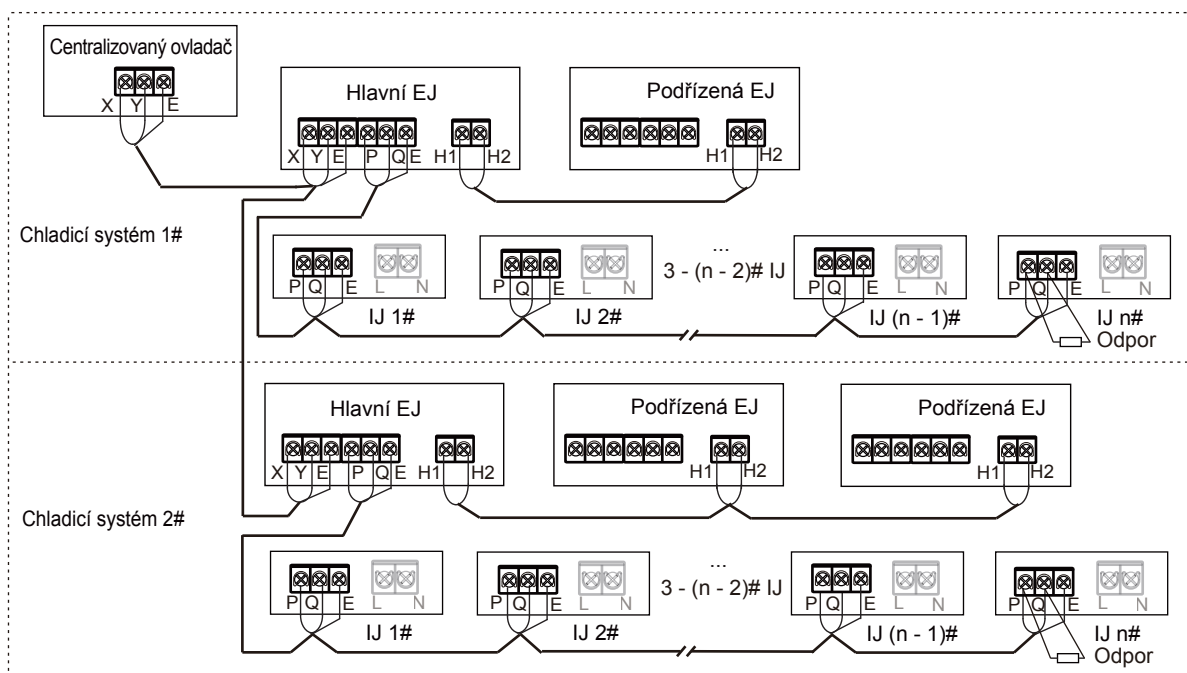 Centralizovaný ovladač
X Y E
Hlavní EJ
X Y E P Q E H1 H2
Podřízená EJ
H1 H2
Chladicí systém 1#
P Q E L N
IJ 1#
P Q E L N
IJ 2#
...
3 - (n - 2)# IJ
P Q E L N
IJ (n - 1)#
P Q E L N
IJ n#
Odpor
Hlavní EJ
X Y E P Q E H1 H2
Podřízená EJ
H1 H2
Podřízená EJ
H1 H2
Chladicí systém 2#
P Q E L N
IJ 1#
P Q E L N
IJ 2#
...
3 - (n - 2)# IJ
P Q E L N
IJ (n - 1)#
P Q E L N
IJ n#
Odpor